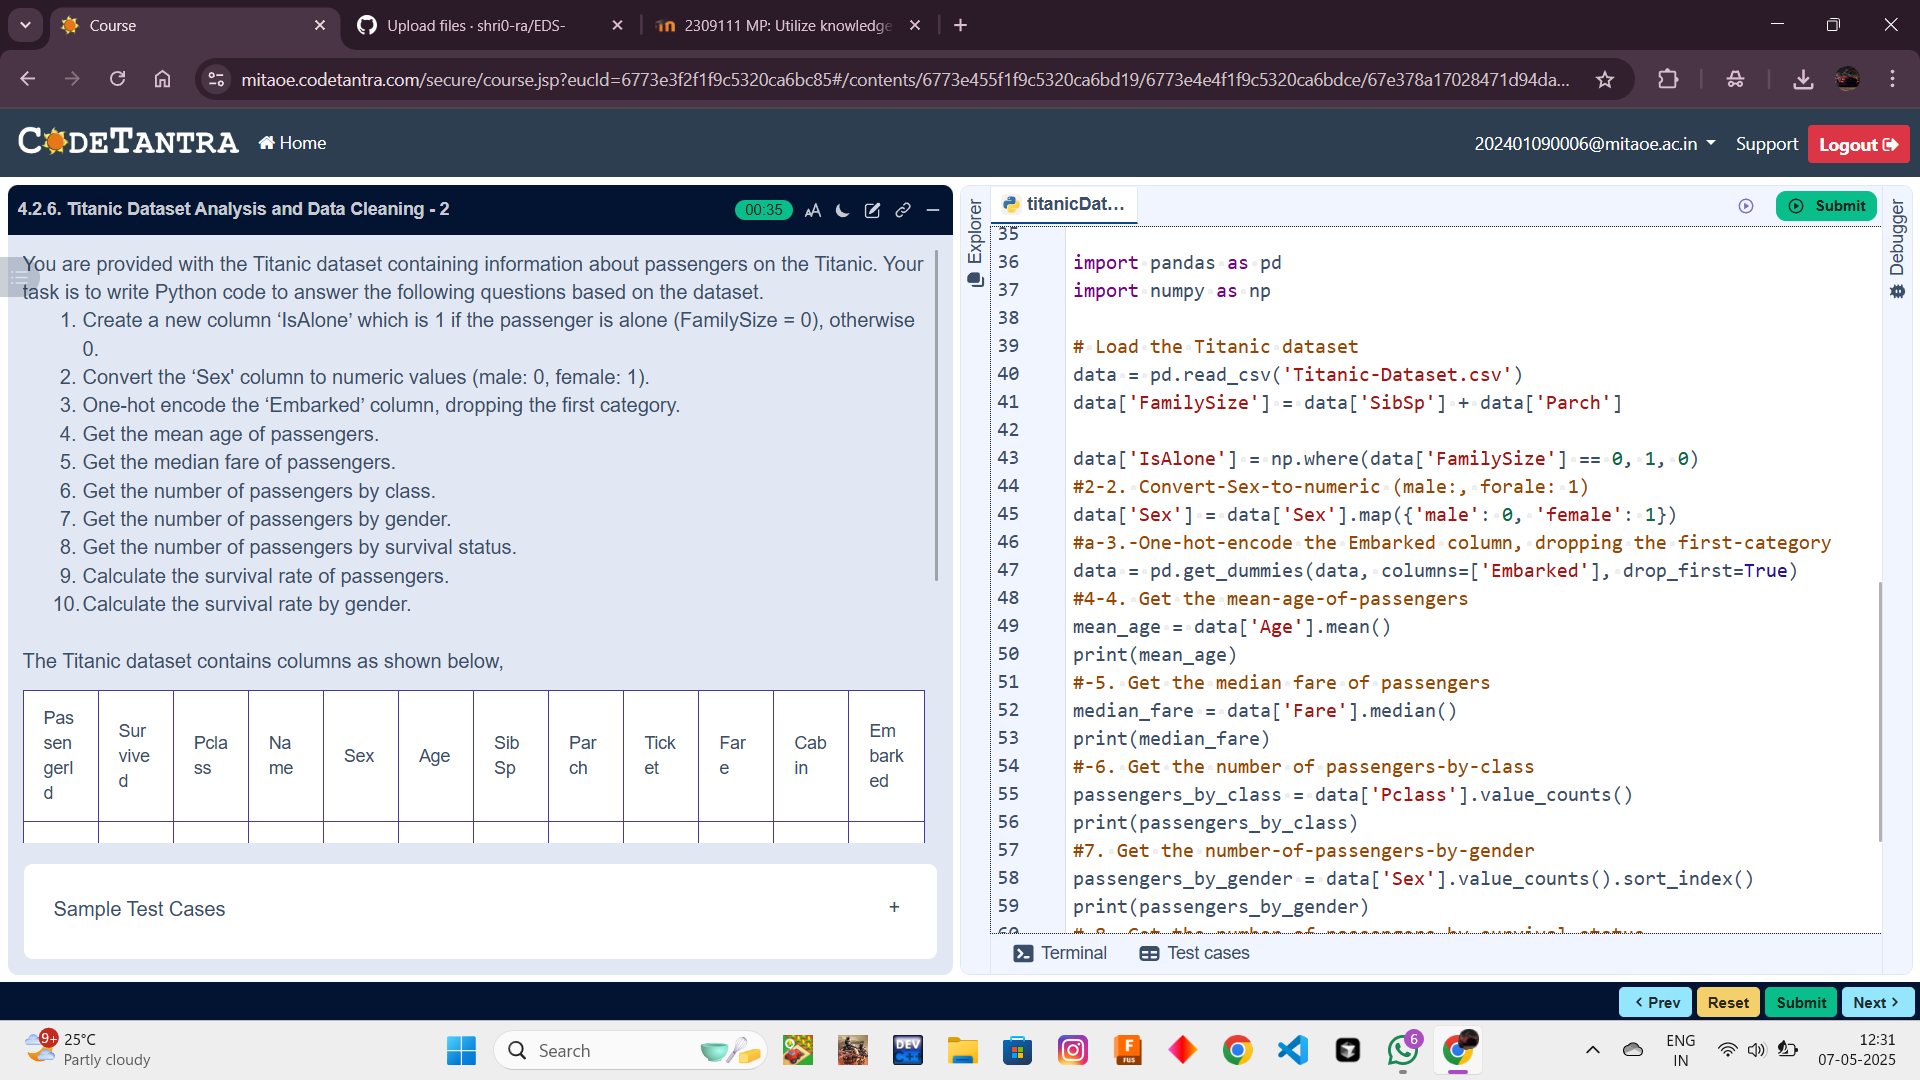 Course
Upload files · shri0-ra/EDS-
2309111 MP: Utilize knowledge
mitaoe.codetantra.com/secure/course.jsp?eucId=6773e3f2f1f9c5320ca6bc85#/contents/6773e455f1f9c5320ca6bd19/6773e4e4f1f9c5320ca6bdce/67e378a17028471d94da...
CODETANTRA
Home
202401090006@mitaoe.ac.in
Support
Logout
4.2.6. Titanic Dataset Analysis and Data Cleaning - 2
00:35
AA
You are provided with the Titanic dataset containing information about passengers on the Titanic. Your
task is to write Python code to answer the following questions based on the dataset.
1. Create a new column ‘IsAlone’ which is 1 if the passenger is alone (FamilySize = 0), otherwise
0.
2. Convert the ‘Sex' column to numeric values (male: 0, female: 1).
3. One-hot encode the ‘Embarked’ column, dropping the first category.
4. Get the mean age of passengers.
5. Get the median fare of passengers.
6. Get the number of passengers by class.
7. Get the number of passengers by gender.
8. Get the number of passengers by survival status.
9. Calculate the survival rate of passengers.
10. Calculate the survival rate by gender.
The Titanic dataset contains columns as shown below,
PassengerId
Survived
Pclass
Name
Sex
Age
SibSp
Parch
Ticket
Fare
Cabin
Embarked
Sample Test Cases
+
Explorer
titanicDat...
Submit
Debugger
35
36 import pandas as pd
37 import numpy as np
38
39 # Load the Titanic dataset
40 data = pd.read_csv('Titanic-Dataset.csv')
41 data['FamilySize'] = data['SibSp'] + data['Parch']
42
43 data['IsAlone'] = np.where(data['FamilySize'] == 0, 1, 0)
44 #2-2. Convert-Sex-to-numeric (male:, forale: 1)
45 data['Sex'] = data['Sex'].map({'male': 0, 'female': 1})
46 #a-3.-One-hot-encode the Embarked column, dropping the first-category
47 data = pd.get_dummies(data, columns=['Embarked'], drop_first=True)
48 #4-4. Get the mean-age-of-passengers
49 mean_age = data['Age'].mean()
50 print(mean_age)
51 #-5. Get the median fare of passengers
52 median_fare = data['Fare'].median()
53 print(median_fare)
54 #-6. Get the number of passengers-by-class
55 passengers_by_class = data['Pclass'].value_counts()
56 print(passengers_by_class)
57 #7. Get the number-of-passengers-by-gender
58 passengers_by_gender = data['Sex'].value_counts().sort_index()
59 print(passengers_by_gender)
60 # 8. Get the number of passengers by survival status
Terminal
Test cases
< Prev
Reset
Submit
Next >
9+
25°C
Partly cloudy
Search
DEV
F
FUS
6
ENG
IN
12:31
07-05-2025